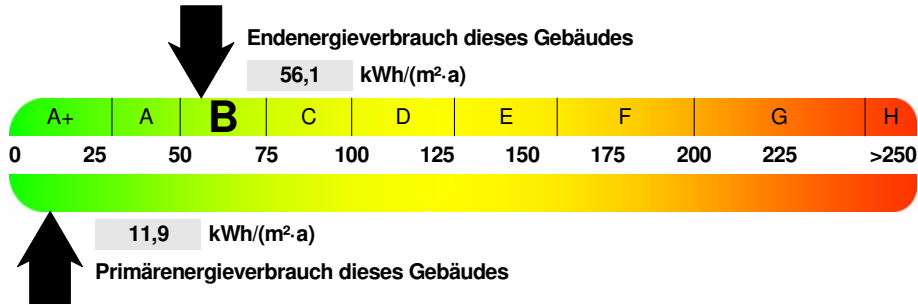 Endenergieverbrauch dieses Gebäudes
56,1 kWh/(m²·a)
A+ A B C D E F G H
0 25 50 75 100 125 150 175 200 225 >250
11,9 kWh/(m²·a)
Primärenergieverbrauch dieses Gebäudes